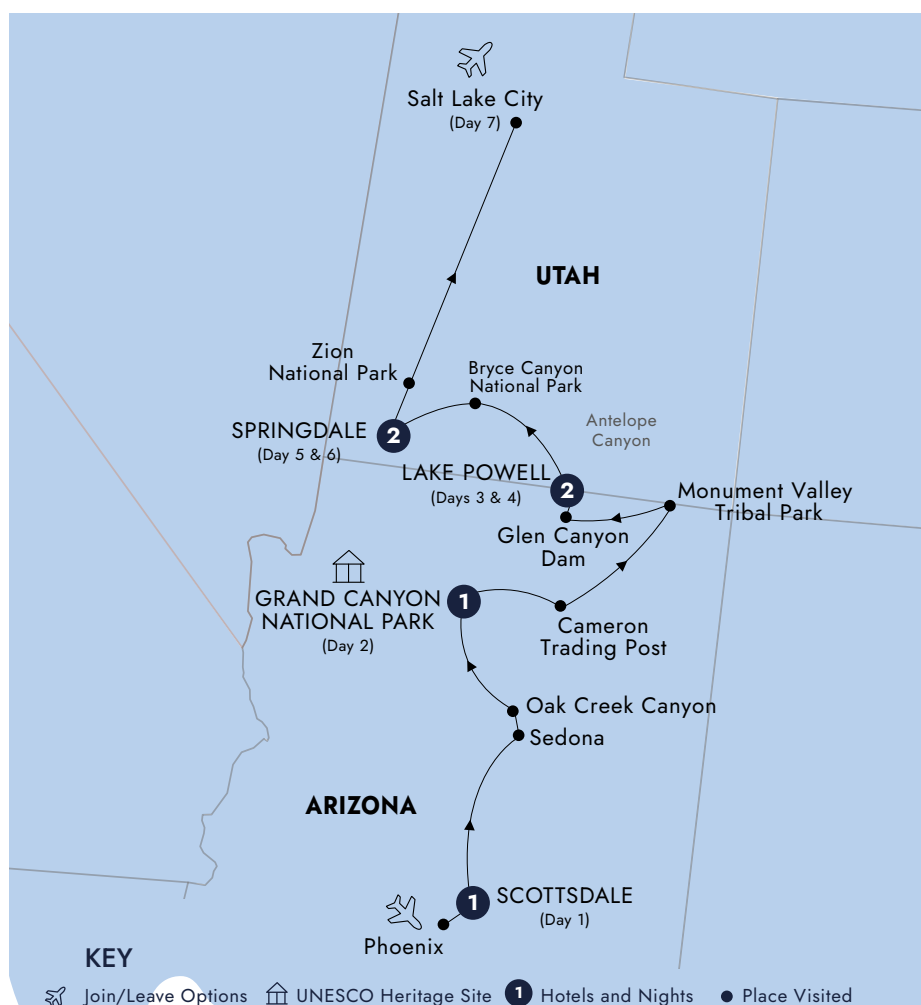 Salt Lake City
(Day 7)
UTAH
Zion
National Park
Bryce Canyon
National Park
Antelope
Canyon
SPRINGDALE
2
(Day 5 & 6)
LAKE POWELL
2
(Days 3 & 4)
Monument Valley
Tribal Park
Glen Canyon
Dam
GRAND CANYON
NATIONAL PARK
1
(Day 2)
Cameron
Trading Post
Oak Creek Canyon
Sedona
ARIZONA
1
SCOTTSDALE
(Day 1)
Phoenix
KEY
Join/Leave Options
UNESCO Heritage Site
1 Hotels and Nights
Place Visited